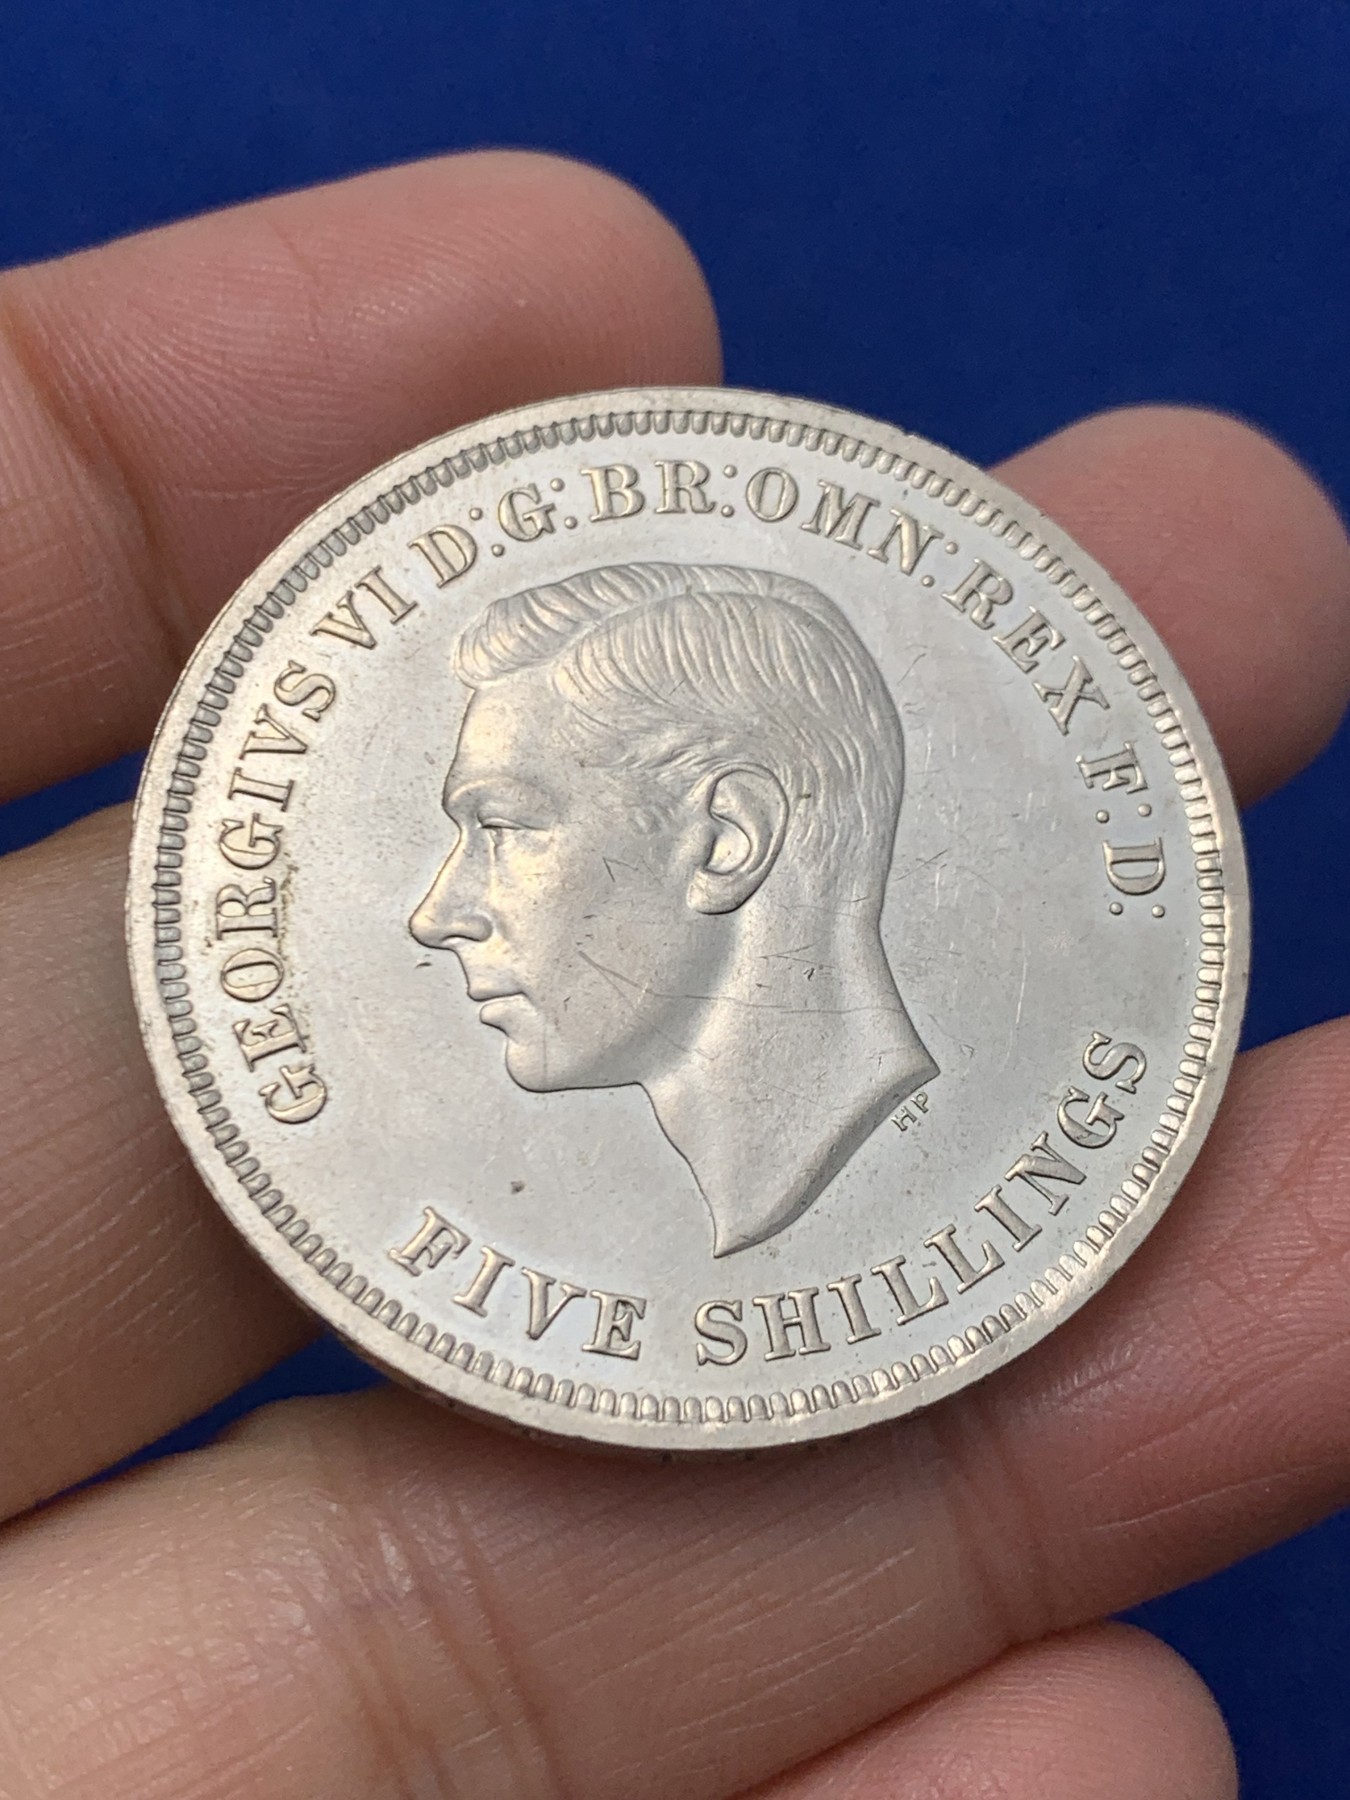 GEORGIVS VI D:G:BR:OMN:REX F:D:
HP
FIVE SHILLINGS